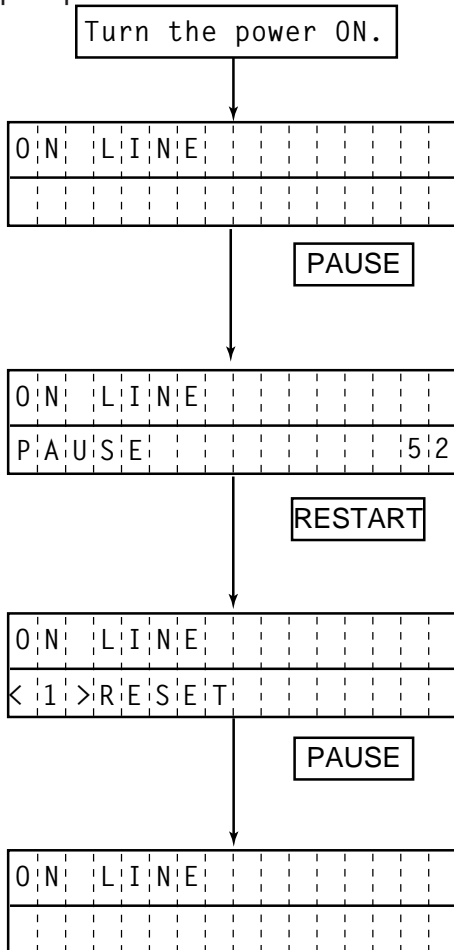 Turn the power ON.
ON LINE
PAUSE
ON LINE
PAUSE 52
RESTART
ON LINE
<1>RESET
PAUSE
ON LINE